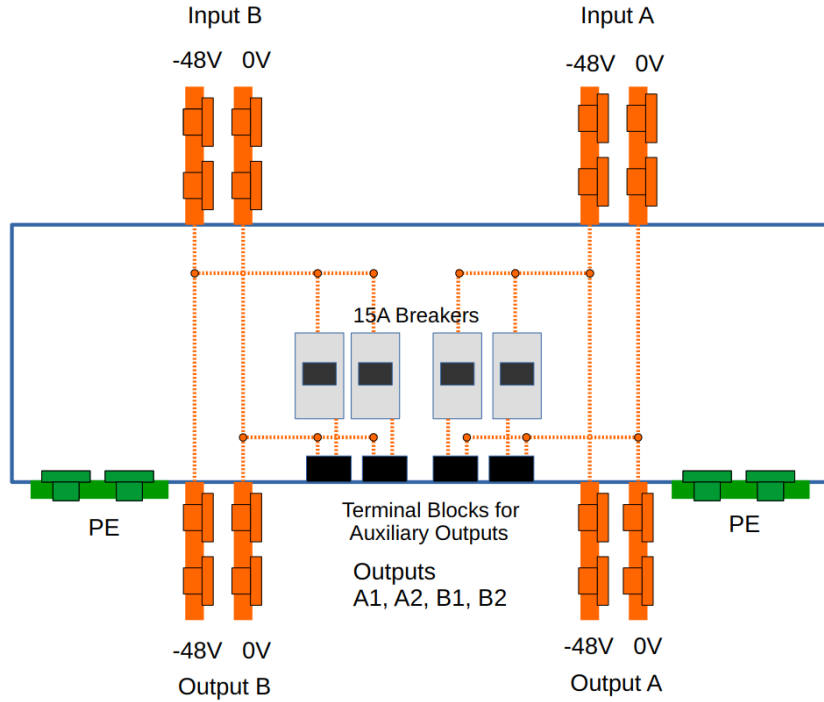 Input B
Input A
-48V 0V
-48V 0V
15A Breakers
PE
Terminal Blocks for
Auxiliary Outputs
PE
Outputs
A1, A2, B1, B2
-48V 0V
-48V 0V
Output B
Output A